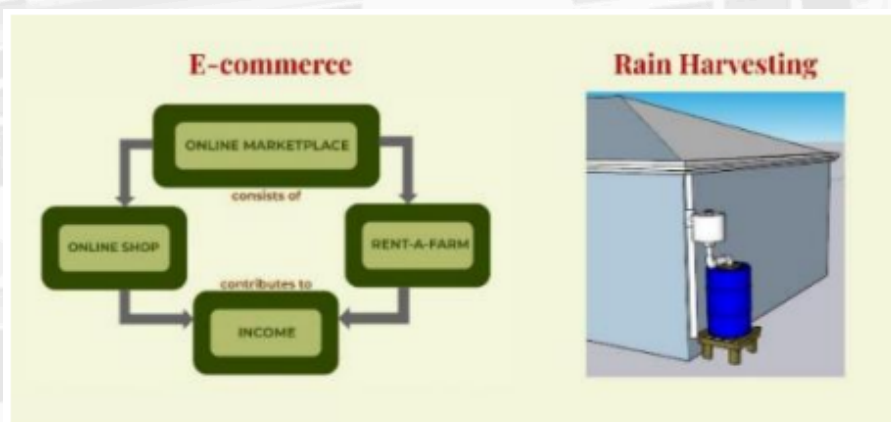 E-commerce
ONLINE MARKETPLACE
consists of
ONLINE SHOP
RENT-A-FARM
contributes to
INCOME
Rain Harvesting